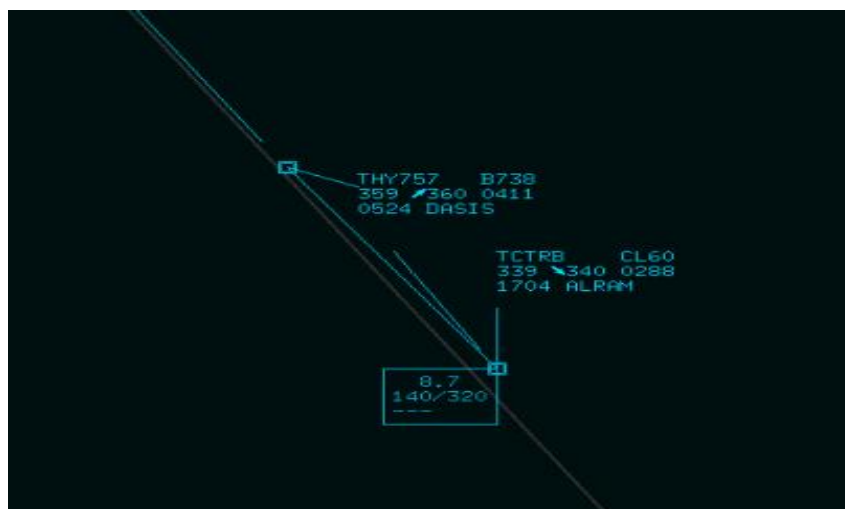 THY757 B738
359 360 0411
0524 DASIS
TCTRB CL60
339 340 0288
1704 ALRAM
8.7
140/320
---